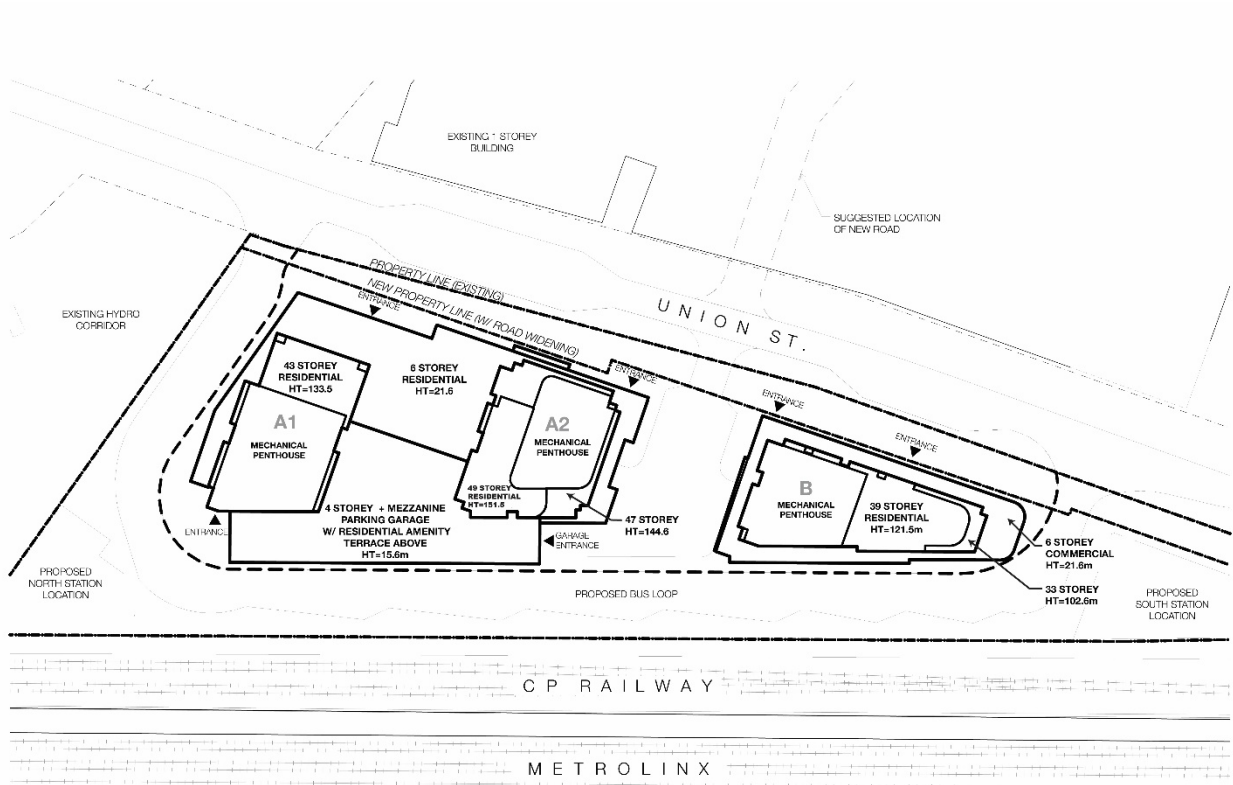 EXISTING 1 STOREY
BUILDING
SUGGESTED LOCATION
OF NEW ROAD
PROPERTY LINE (EXISTING)
NEW PROPERTY LINE (W/ ROAD WIDENING)
UNION ST.
EXISTING HYDRO
CORRIDOR
ENTRANCE
43 STOREY
RESIDENTIAL
HT=133.5
6 STOREY
RESIDENTIAL
HT=21.6
ENTRANCE
ENTRANCE
ENTRANCE
A1
MECHANICAL
PENTHOUSE
A2
MECHANICAL
PENTHOUSE
49 STOREY
RESIDENTIAL
HT=151.5
B
MECHANICAL
PENTHOUSE
39 STOREY
RESIDENTIAL
HT=121.5m
4 STOREY + MEZZANINE
PARKING GARAGE
W/ RESIDENTIAL AMENITY
TERRACE ABOVE
HT=15.6m
ENTRANCE
47 STOREY
HT=144.6
GARAGE
ENTRANCE
6 STOREY
COMMERCIAL
HT=21.6m
33 STOREY
HT=102.6m
PROPOSED
NORTH STATION
LOCATION
PROPOSED BUS LOOP
PROPOSED
SOUTH STATION
LOCATION
CP RAILWAY
METROLINX